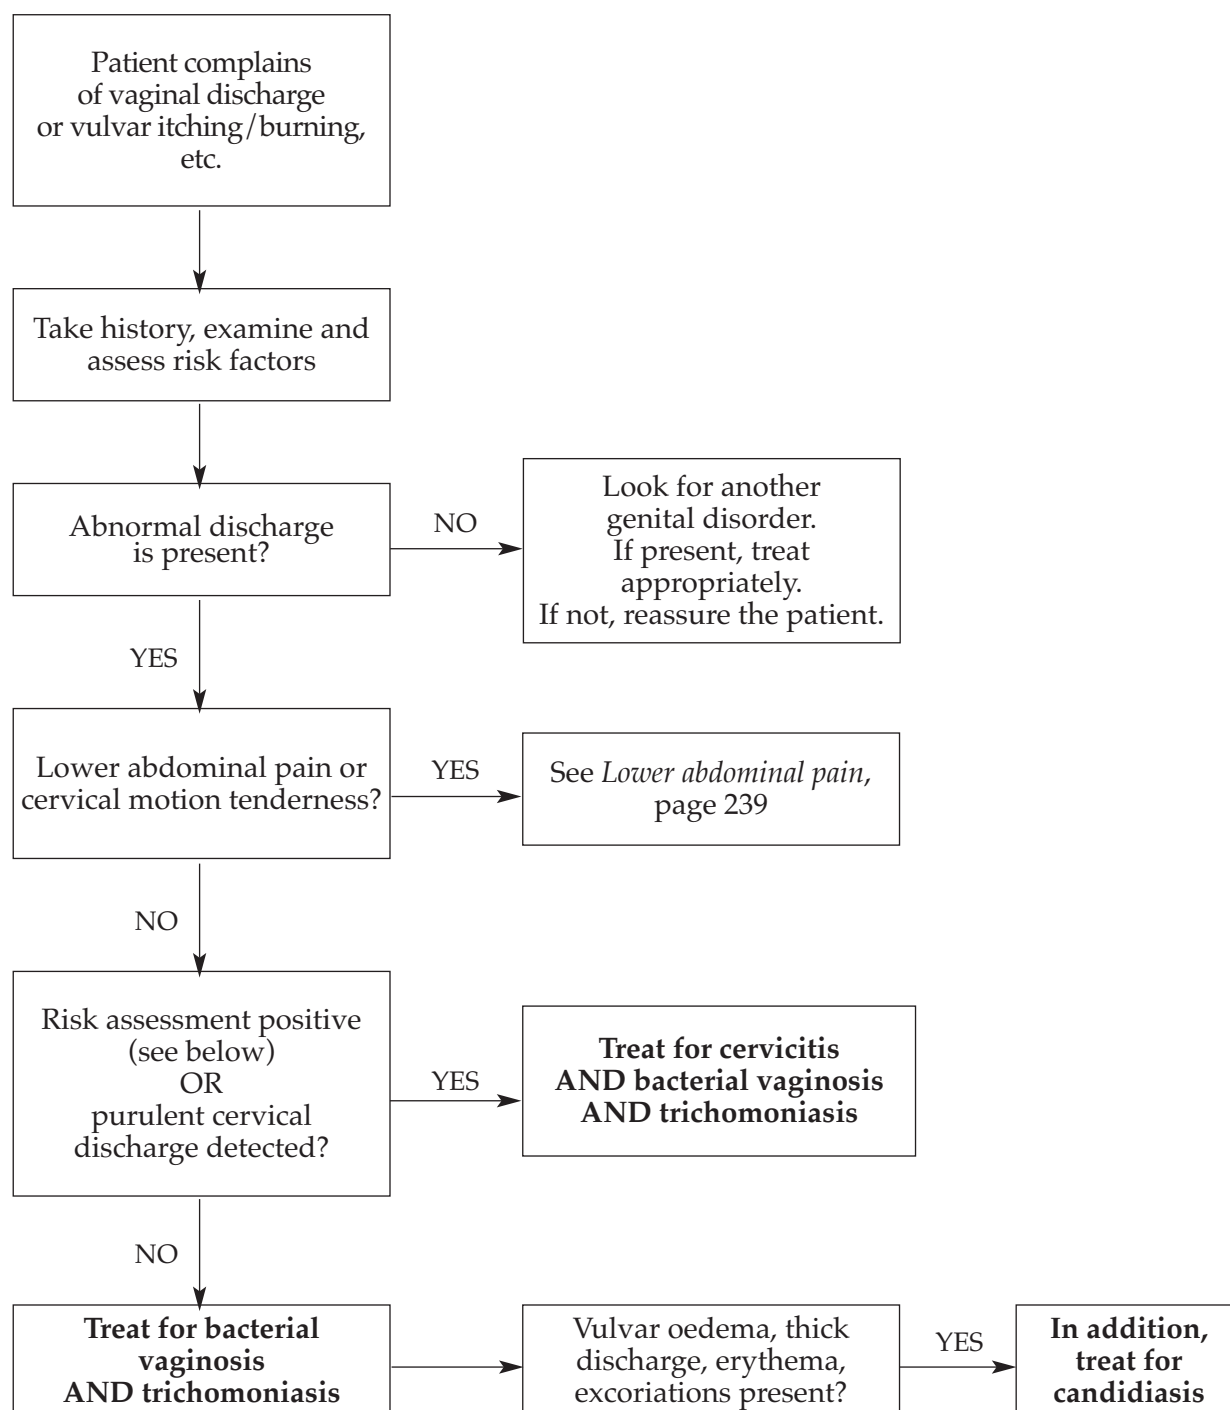 Patient complains
of vaginal discharge
or vulvar itching/burning,
etc.
Take history, examine and
assess risk factors
Abnormal discharge
is present?
NO
Look for another
genital disorder.
If present, treat
appropriately.
If not, reassure the patient.
YES
Lower abdominal pain or
cervical motion tenderness?
YES
See Lower abdominal pain,
page 239
NO
Risk assessment positive
(see below)
OR
purulent cervical
discharge detected?
YES
Treat for cervicitis
AND bacterial vaginosis
AND trichomoniasis
NO
Treat for bacterial
vaginosis
AND trichomoniasis
Vulvar oedema, thick
discharge, erythema,
excoriations present?
YES
In addition,
treat for
candidiasis